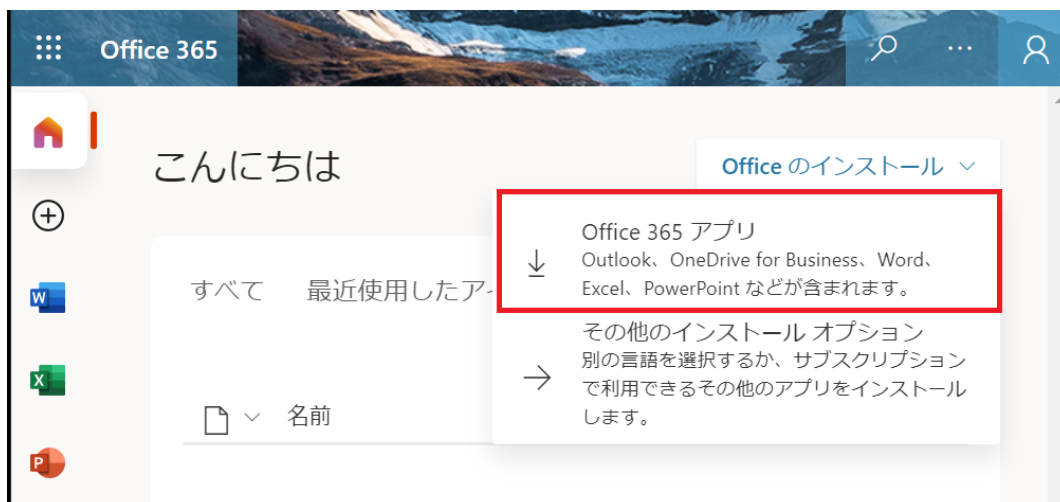 Office 365
こんにちは
Office のインストール
Office 365 アプリ
Outlook、OneDrive for Business、Word、
Excel、PowerPoint などが含まれます。
すべて 最近使用したア
その他のインストール オプション
別の言語を選択するか、サブスクリプション
で利用できるその他のアプリをインストール
します。
名前
W
X
P